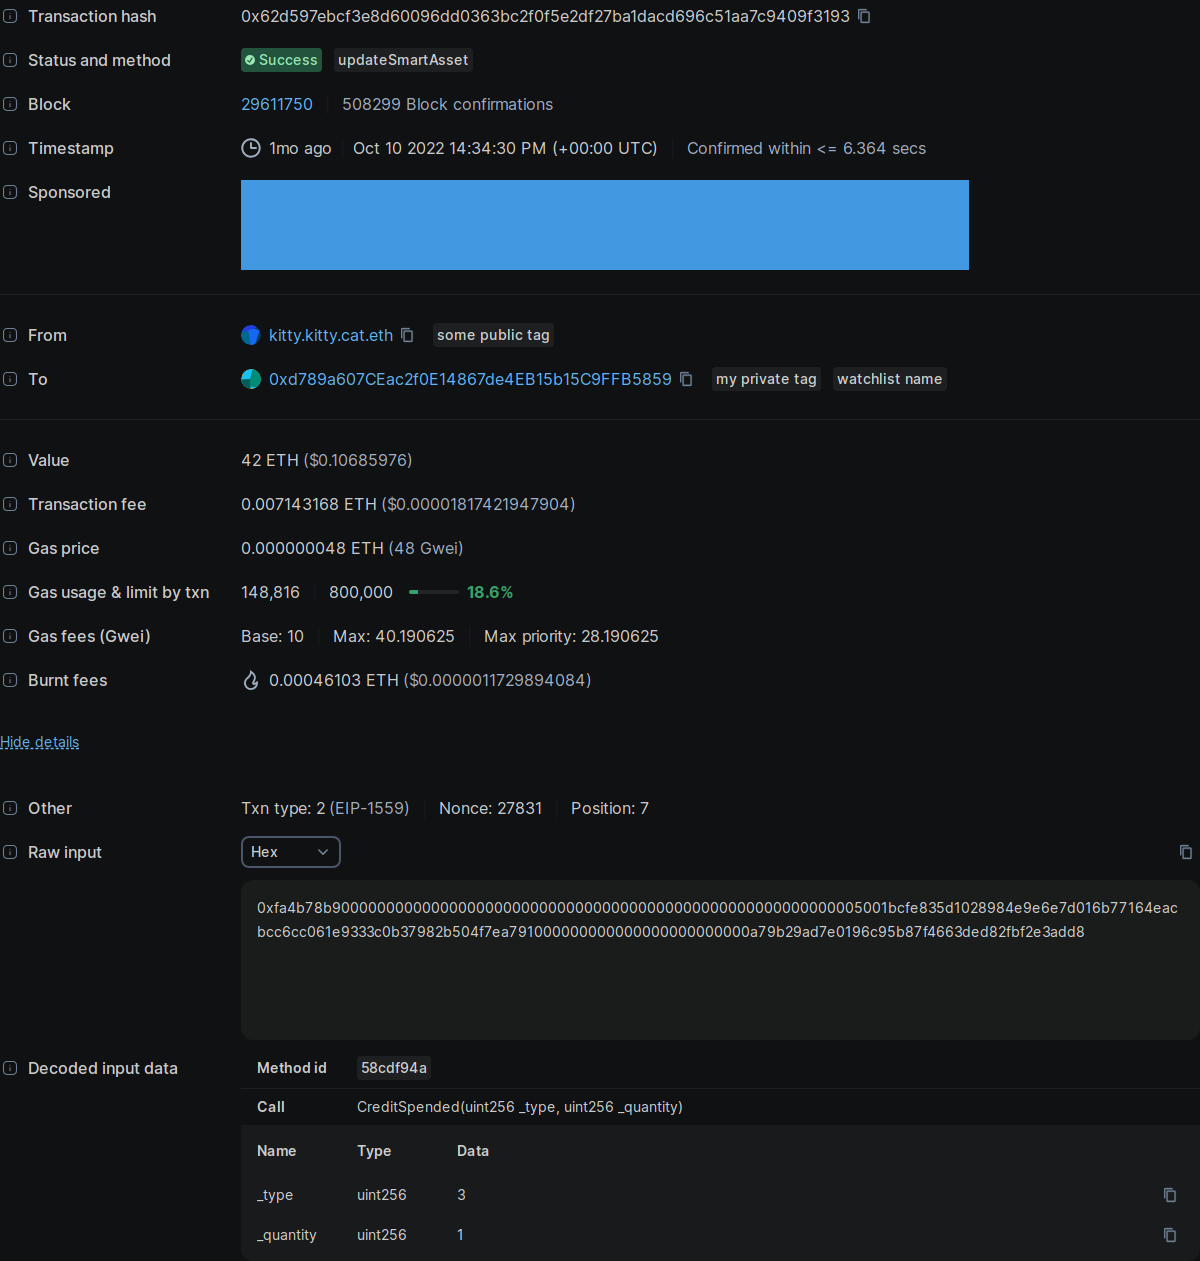 Transaction hash 0x62d597ebcf3e8d60096dd0363bc2f0f5e2df27ba1dacd696c51aa7c9409f3193
Status and method Success updateSmartAsset
Block 29611750 508299 Block confirmations
Timestamp 1mo ago Oct 10 2022 14:34:30 PM (+00:00 UTC) Confirmed within <= 6.364 secs
Sponsored
From kitty.kitty.cat.eth some public tag
To 0xd789a607CEac2f0E14867de4EB15b15C9FFB5859 my private tag watchlist name
Value 42 ETH ($0.10685976)
Transaction fee 0.007143168 ETH ($0.00001817421947904)
Gas price 0.000000048 ETH (48 Gwei)
Gas usage & limit by txn 148,816 800,000 18.6%
Gas fees (Gwei) Base: 10 Max: 40.190625 Max priority: 28.190625
Burnt fees 0.00046103 ETH ($0.0000011729894084)
Hide details
Other Txn type: 2 (EIP-1559) Nonce: 27831 Position: 7
Raw input Hex
0xfa4b78b90000000000000000000000000000000000000000000000000000000005001bcfe835d1028984e9e6e7d016b77164eac
bcc6cc061e9333c0b37982b504f7ea791000000000000000000000000a79b29ad7e0196c95b87f4663ded82fbf2e3add8
Decoded input data Method id 58cdf94a
Call CreditSpended(uint256 _type, uint256 _quantity)
Name Type Data
_type uint256 3
_quantity uint256 1